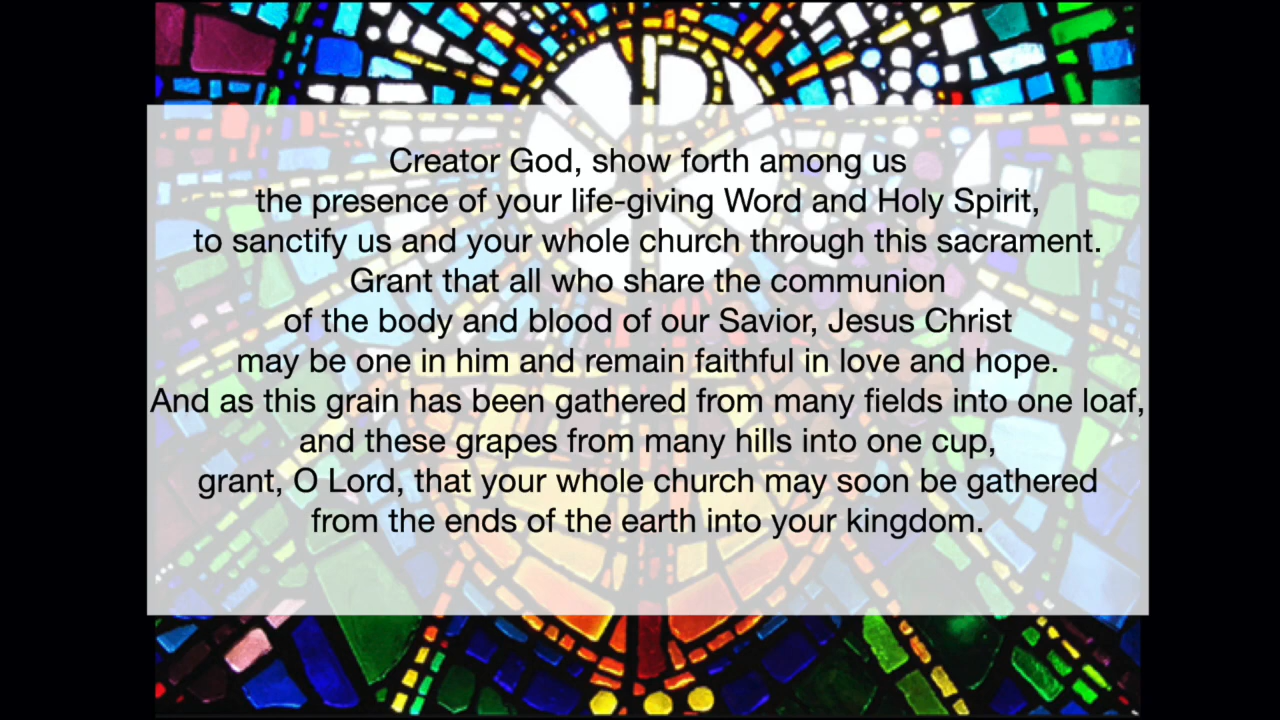 Creator God, show forth among us
the presence of your life-giving Word and Holy Spirit,
to sanctify us and your whole church through this sacrament.
Grant that all who share the communion
of the body and blood of our Savior, Jesus Christ
may be one in him and remain faithful in love and hope.
And as this grain has been gathered from many fields into one loaf,
and these grapes from many hills into one cup,
grant, O Lord, that your whole church may soon be gathered
from the ends of the earth into your kingdom.